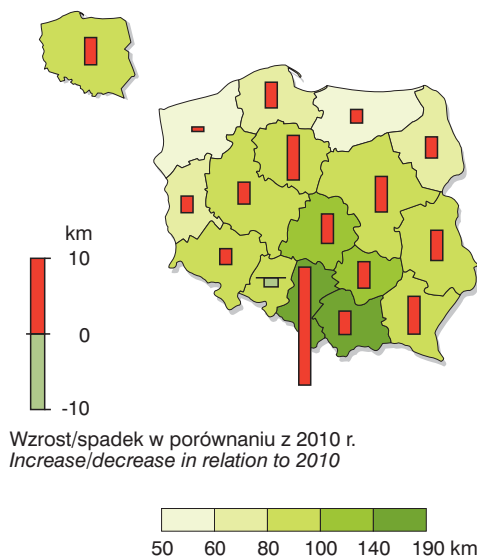 km
10
0
-10
Wzrost/spadek w porównaniu z 2010 r.
Increase/decrease in relation to 2010
50 60 80 100 140 190 km